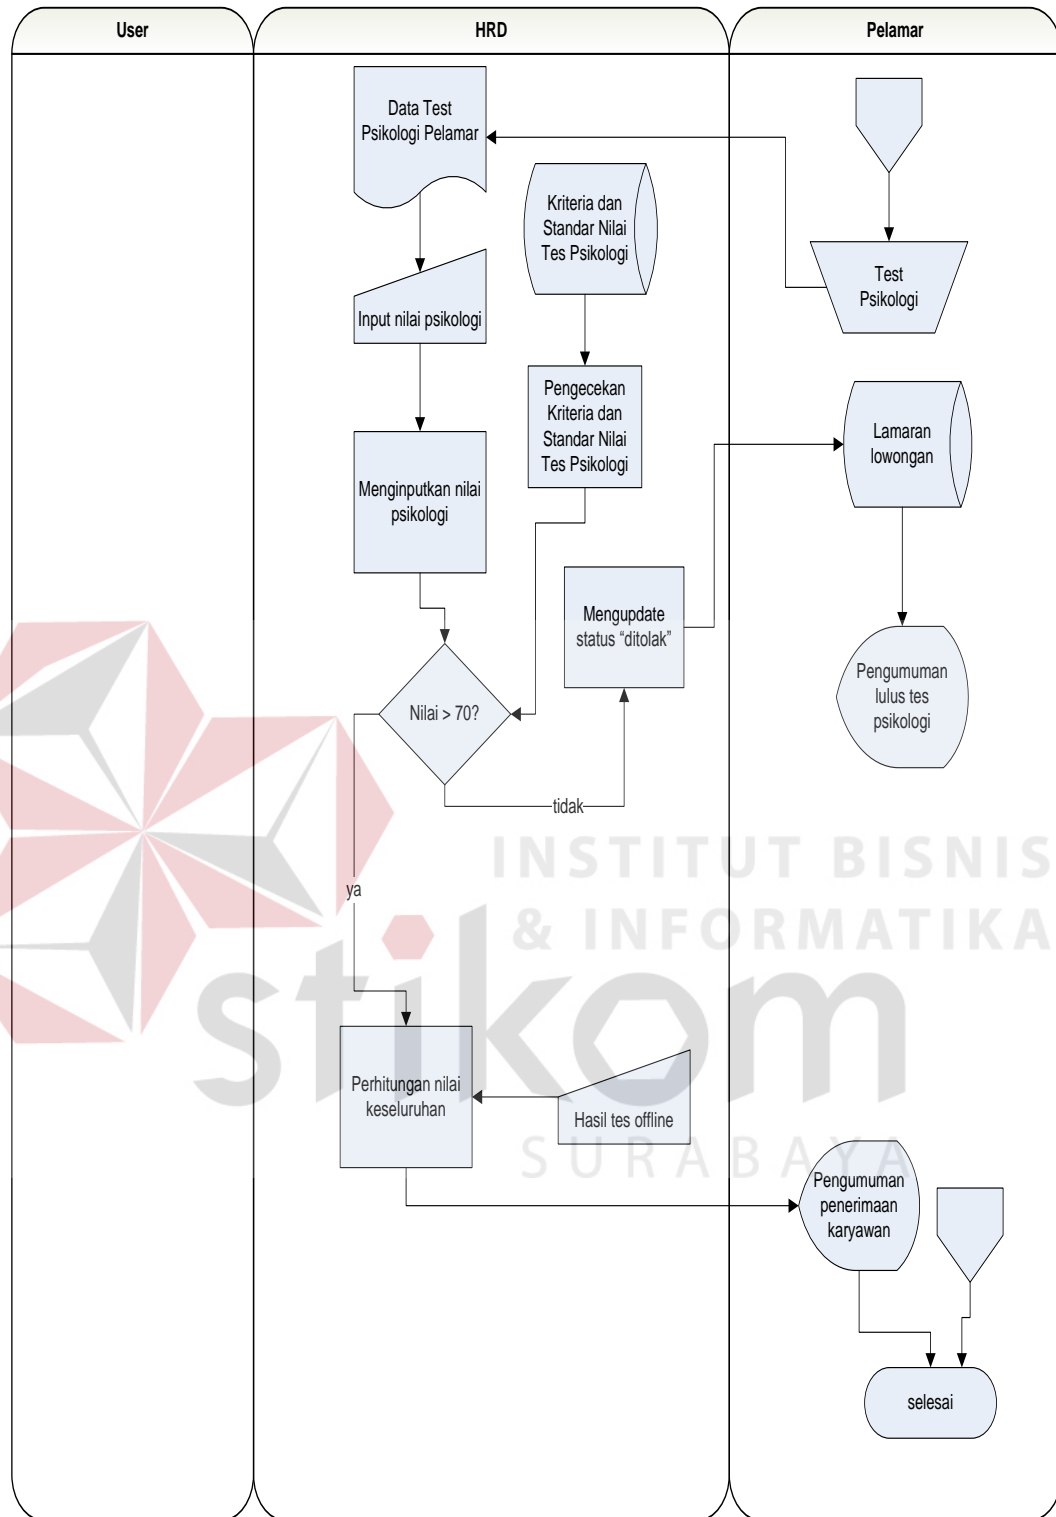 User
HRD
Pelamar
Data Test
Psikologi Pelamar
Kriteria dan
Standar Nilai
Tes Psikologi
Test
Psikologi
Input nilai psikologi
Pengecekan
Kriteria dan
Standar Nilai
Tes Psikologi
Lamaran
lowongan
Menginputkan nilai
psikologi
Mengupdate
status “ditolak”
Pengumuman
lulus tes
psikologi
Nilai > 70?
tidak
ya
INSTITUT BISNIS
& INFORMATIKA
stikom
SURABAYA
Perhitungan nilai
keseluruhan
Hasil tes offline
Pengumuman
penerimaan
karyawan
selesai